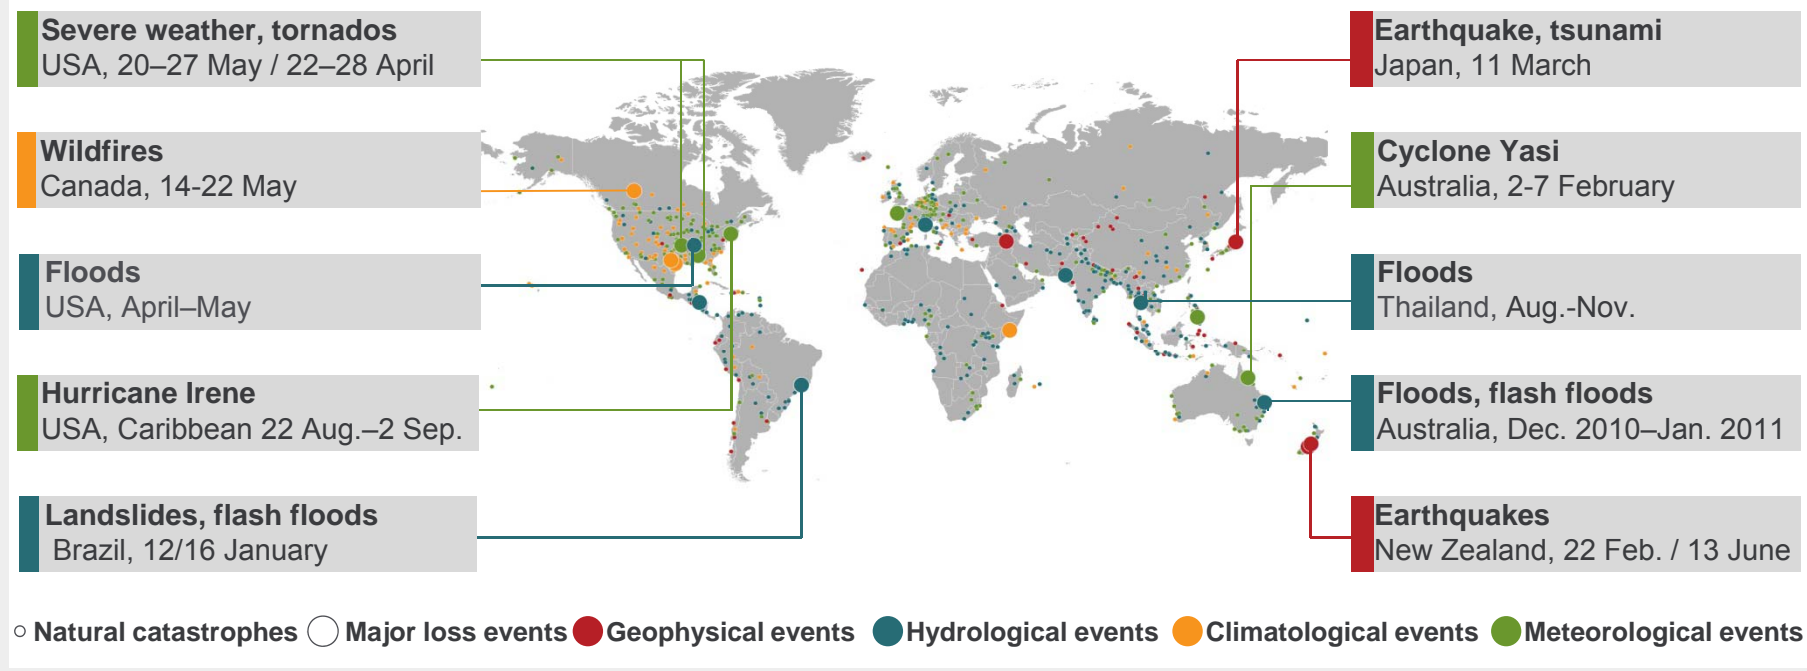 Severe weather, tornados
USA, 20–27 May / 22–28 April
Wildfires
Canada, 14-22 May
Floods
USA, April–May
Hurricane Irene
USA, Caribbean 22 Aug.–2 Sep.
Landslides, flash floods
Brazil, 12/16 January
Earthquake, tsunami
Japan, 11 March
Cyclone Yasi
Australia, 2-7 February
Floods
Thailand, Aug.-Nov.
Floods, flash floods
Australia, Dec. 2010–Jan. 2011
Earthquakes
New Zealand, 22 Feb. / 13 June
Natural catastrophes Major loss events Geophysical events Hydrological events Climatological events Meteorological events